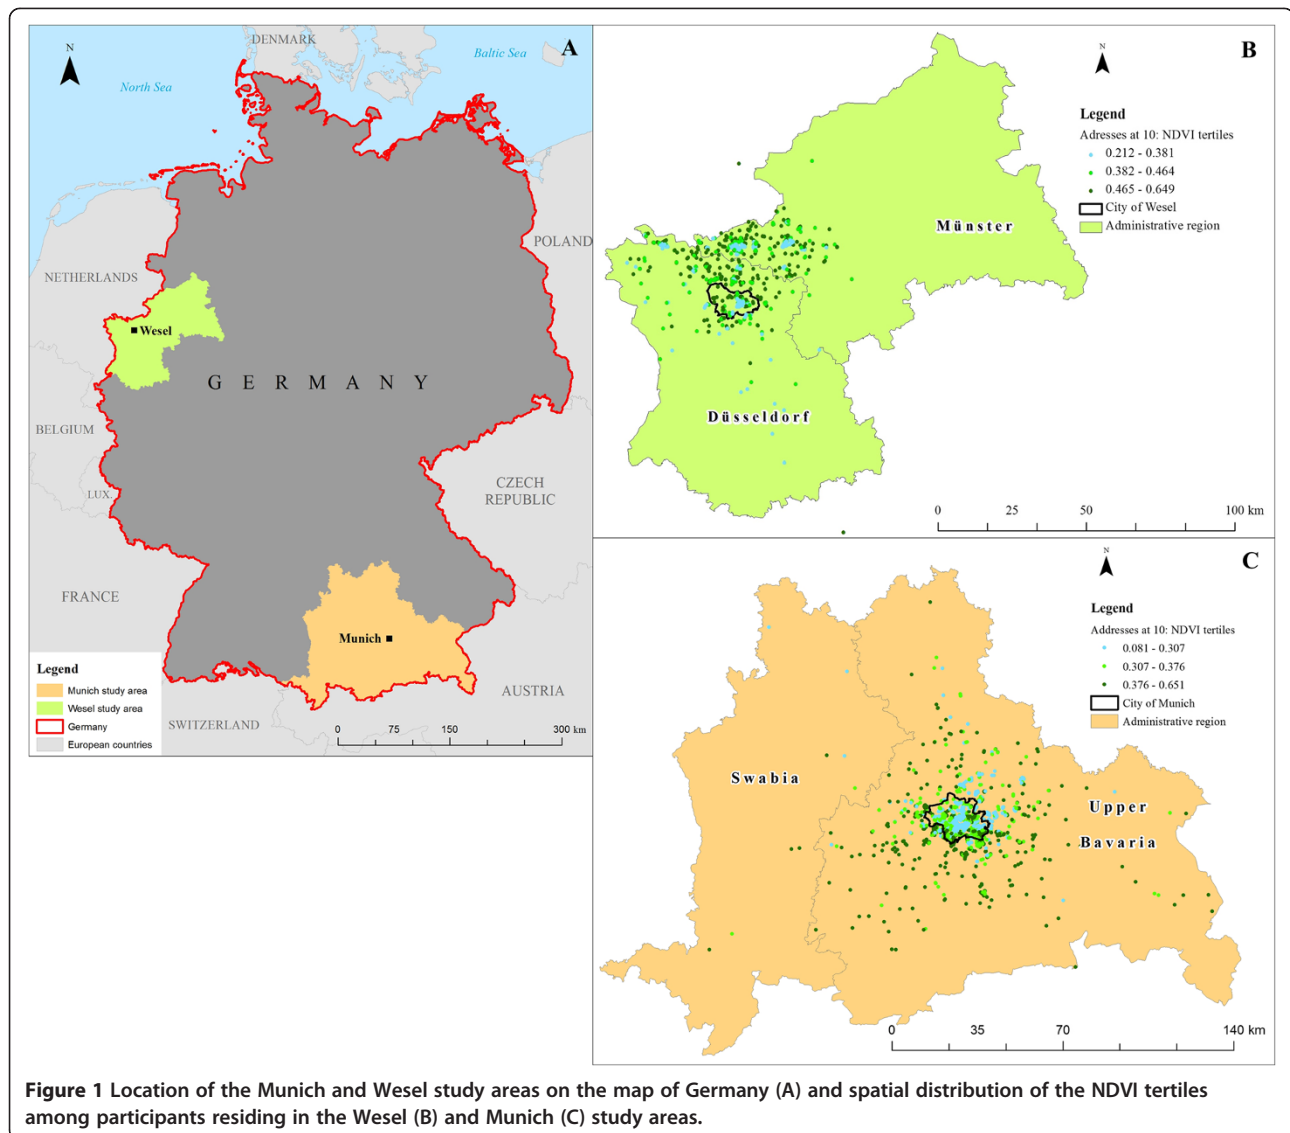 A
N
DENMARK
Baltic Sea
North Sea
POLAND
NETHERLANDS
Wesel
GERMANY
BELGIUM
LUX.
CZECH
REPUBLIC
FRANCE
Munich
AUSTRIA
SWITZERLAND
Legend
Munich study area
Wesel study area
Germany
European countries
0 75 150 300 km
B
N
Legend
Adresses at 10: NDVI tertiles
0.212 - 0.381
0.382 - 0.464
0.465 - 0.649
City of Wesel
Administrative region
Münster
Düsseldorf
0 25 50 100 km
C
N
Legend
Addresses at 10: NDVI tertiles
0.081 - 0.307
0.307 - 0.376
0.376 - 0.651
City of Munich
Administrative region
Swabia
Upper
Bavaria
0 35 70 140 km
Figure 1 Location of the Munich and Wesel study areas on the map of Germany (A) and spatial distribution of the NDVI tertiles
among participants residing in the Wesel (B) and Munich (C) study areas.